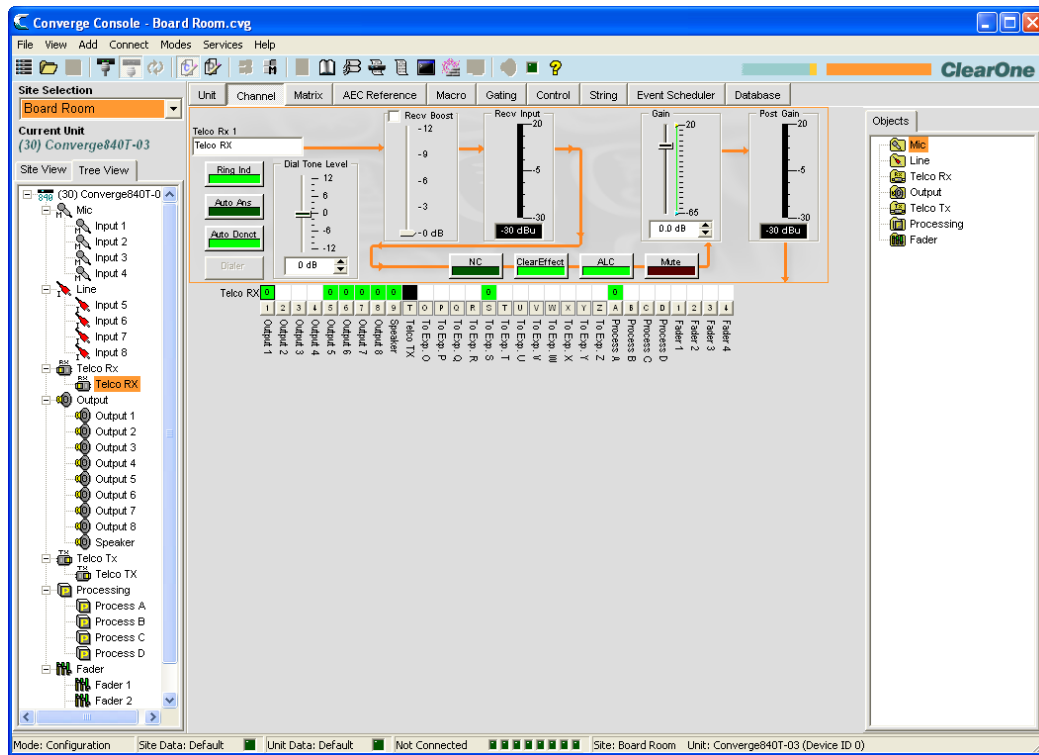 Converge Console - Board Room.cvg
File View Add Connect Modes Services Help
ClearOne
Site Selection
Board Room
Current Unit
(30) Converge840T-03
Site View Tree View
(30) Converge840T-0
Mic
Input 1
Input 2
Input 3
Input 4
Line
Input 5
Input 6
Input 7
Input 8
Telco Rx
Telco RX
Output
Output 1
Output 2
Output 3
Output 4
Output 5
Output 6
Output 7
Output 8
Speaker
Telco Tx
Telco TX
Processing
Process A
Process B
Process C
Process D
Fader
Fader 1
Fader 2
Unit Channel Matrix AEC Reference Macro Gating Control String Event Scheduler Database
Telco Rx 1
Telco RX
Ring Ind
Auto Ans
Auto Dcnct
Dialer
Dial Tone Level
12
6
0
-6
-12
0 dB
Recv Boost
-12
-9
-6
-3
-0 dB
Recv Input
20
-5
-30
-30 dBu
Gain
20
-65
0.0 dB
Post Gain
20
-5
-30
-30 dBu
NC ClearEffect ALC Mute
Telco RX 0 0 0 0 0 0 0 0
1 2 3 4 5 6 7 8 9 T O P Q R S T U V W X Y Z A B C D 1 2 3 4
Output 1
Output 2
Output 3
Output 4
Output 5
Output 6
Output 7
Output 8
Speaker
Telco TX
To Exp. O
To Exp. P
To Exp. Q
To Exp. R
To Exp. S
To Exp. T
To Exp. U
To Exp. V
To Exp. W
To Exp. X
To Exp. Y
To Exp. Z
Process A
Process B
Process C
Process D
Fader 1
Fader 2
Fader 3
Fader 4
Objects
Mic
Line
Telco Rx
Output
Telco Tx
Processing
Fader
Mode: Configuration Site Data: Default Unit Data: Default Not Connected Site: Board Room Unit: Converge840T-03 (Device ID 0)